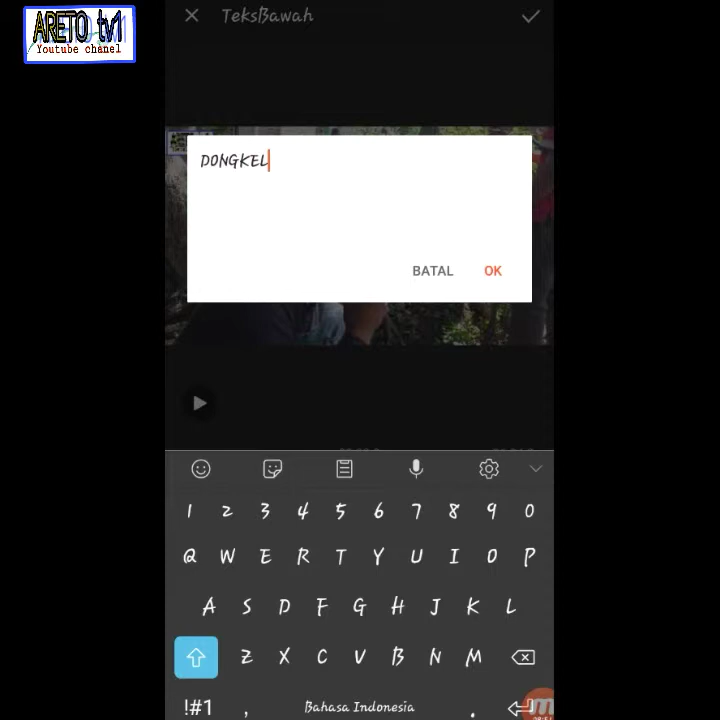 ARETO tv1
Youtube chanel
TeksBawah
DONGKEL
BATAL
OK
1 2 3 4 5 6 7 8 9 0
Q W E R T Y U I O P
A S D F G H J K L
Z X C V B N M
!#1 , Bahasa Indonesia .